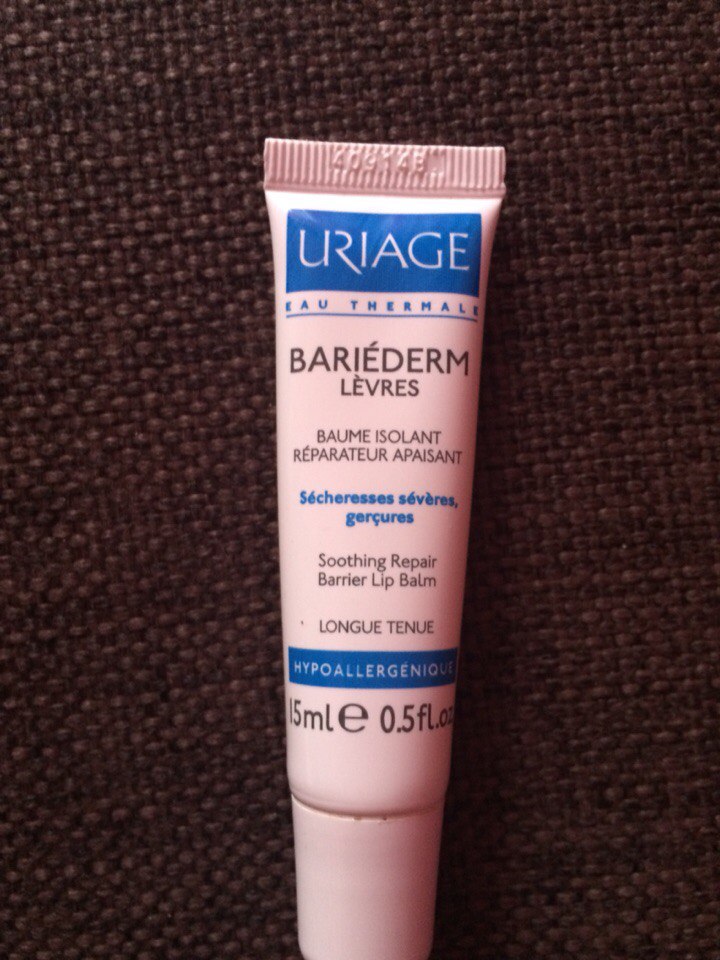 URIAGE
EAU THERMALE
BARIÉDERM
LÈVRES
BAUME ISOLANT
RÉPARATEUR APAISANT
Sécheresses sévères,
gerçures
Soothing Repair
Barrier Lip Balm
LONGUE TENUE
HYPOALLERGÉNIQUE
15ml e 0.5fl.oz